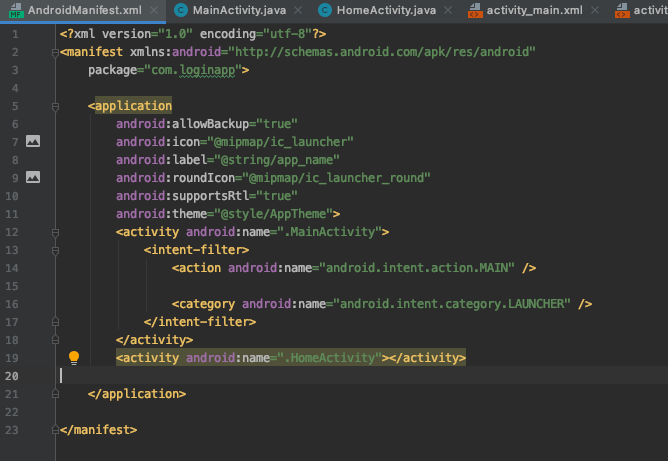 AndroidManifest.xml MainActivity.java HomeActivity.java activity_main.xml activit
1 <?xml version="1.0" encoding="utf-8"?>
2 <manifest xmlns:android="http://schemas.android.com/apk/res/android"
3 package="com.loginapp">
4
5 <application
6 android:allowBackup="true"
7 android:icon="@mipmap/ic_launcher"
8 android:label="@string/app_name"
9 android:roundIcon="@mipmap/ic_launcher_round"
10 android:supportsRtl="true"
11 android:theme="@style/AppTheme">
12 <activity android:name=".MainActivity">
13 <intent-filter>
14 <action android:name="android.intent.action.MAIN" />
15
16 <category android:name="android.intent.category.LAUNCHER" />
17 </intent-filter>
18 </activity>
19 <activity android:name=".HomeActivity"></activity>
20
21 </application>
22
23 </manifest>